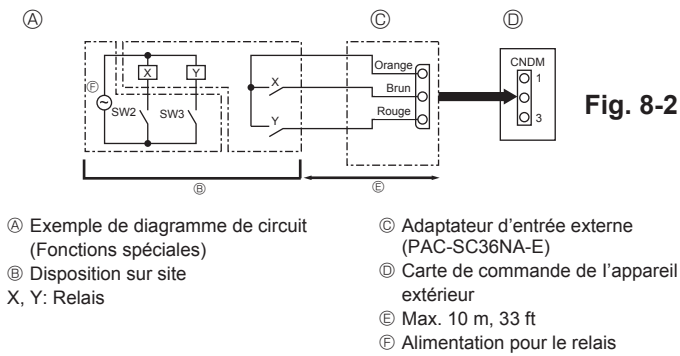 Ⓐ Ⓒ Ⓓ
Orange
CNDM
X Y
1
Ⓕ
X
Brun
SW2 SW3
Rouge
3
Fig. 8-2
Y
Ⓑ
Ⓔ
Ⓐ Exemple de diagramme de circuit
(Fonctions spéciales)
Ⓑ Disposition sur site
X, Y: Relais
Ⓒ Adaptateur d’entrée externe
(PAC-SC36NA-E)
Ⓓ Carte de commande de l’appareil
extérieur
Ⓔ Max. 10 m, 33 ft
Ⓕ Alimentation pour le relais